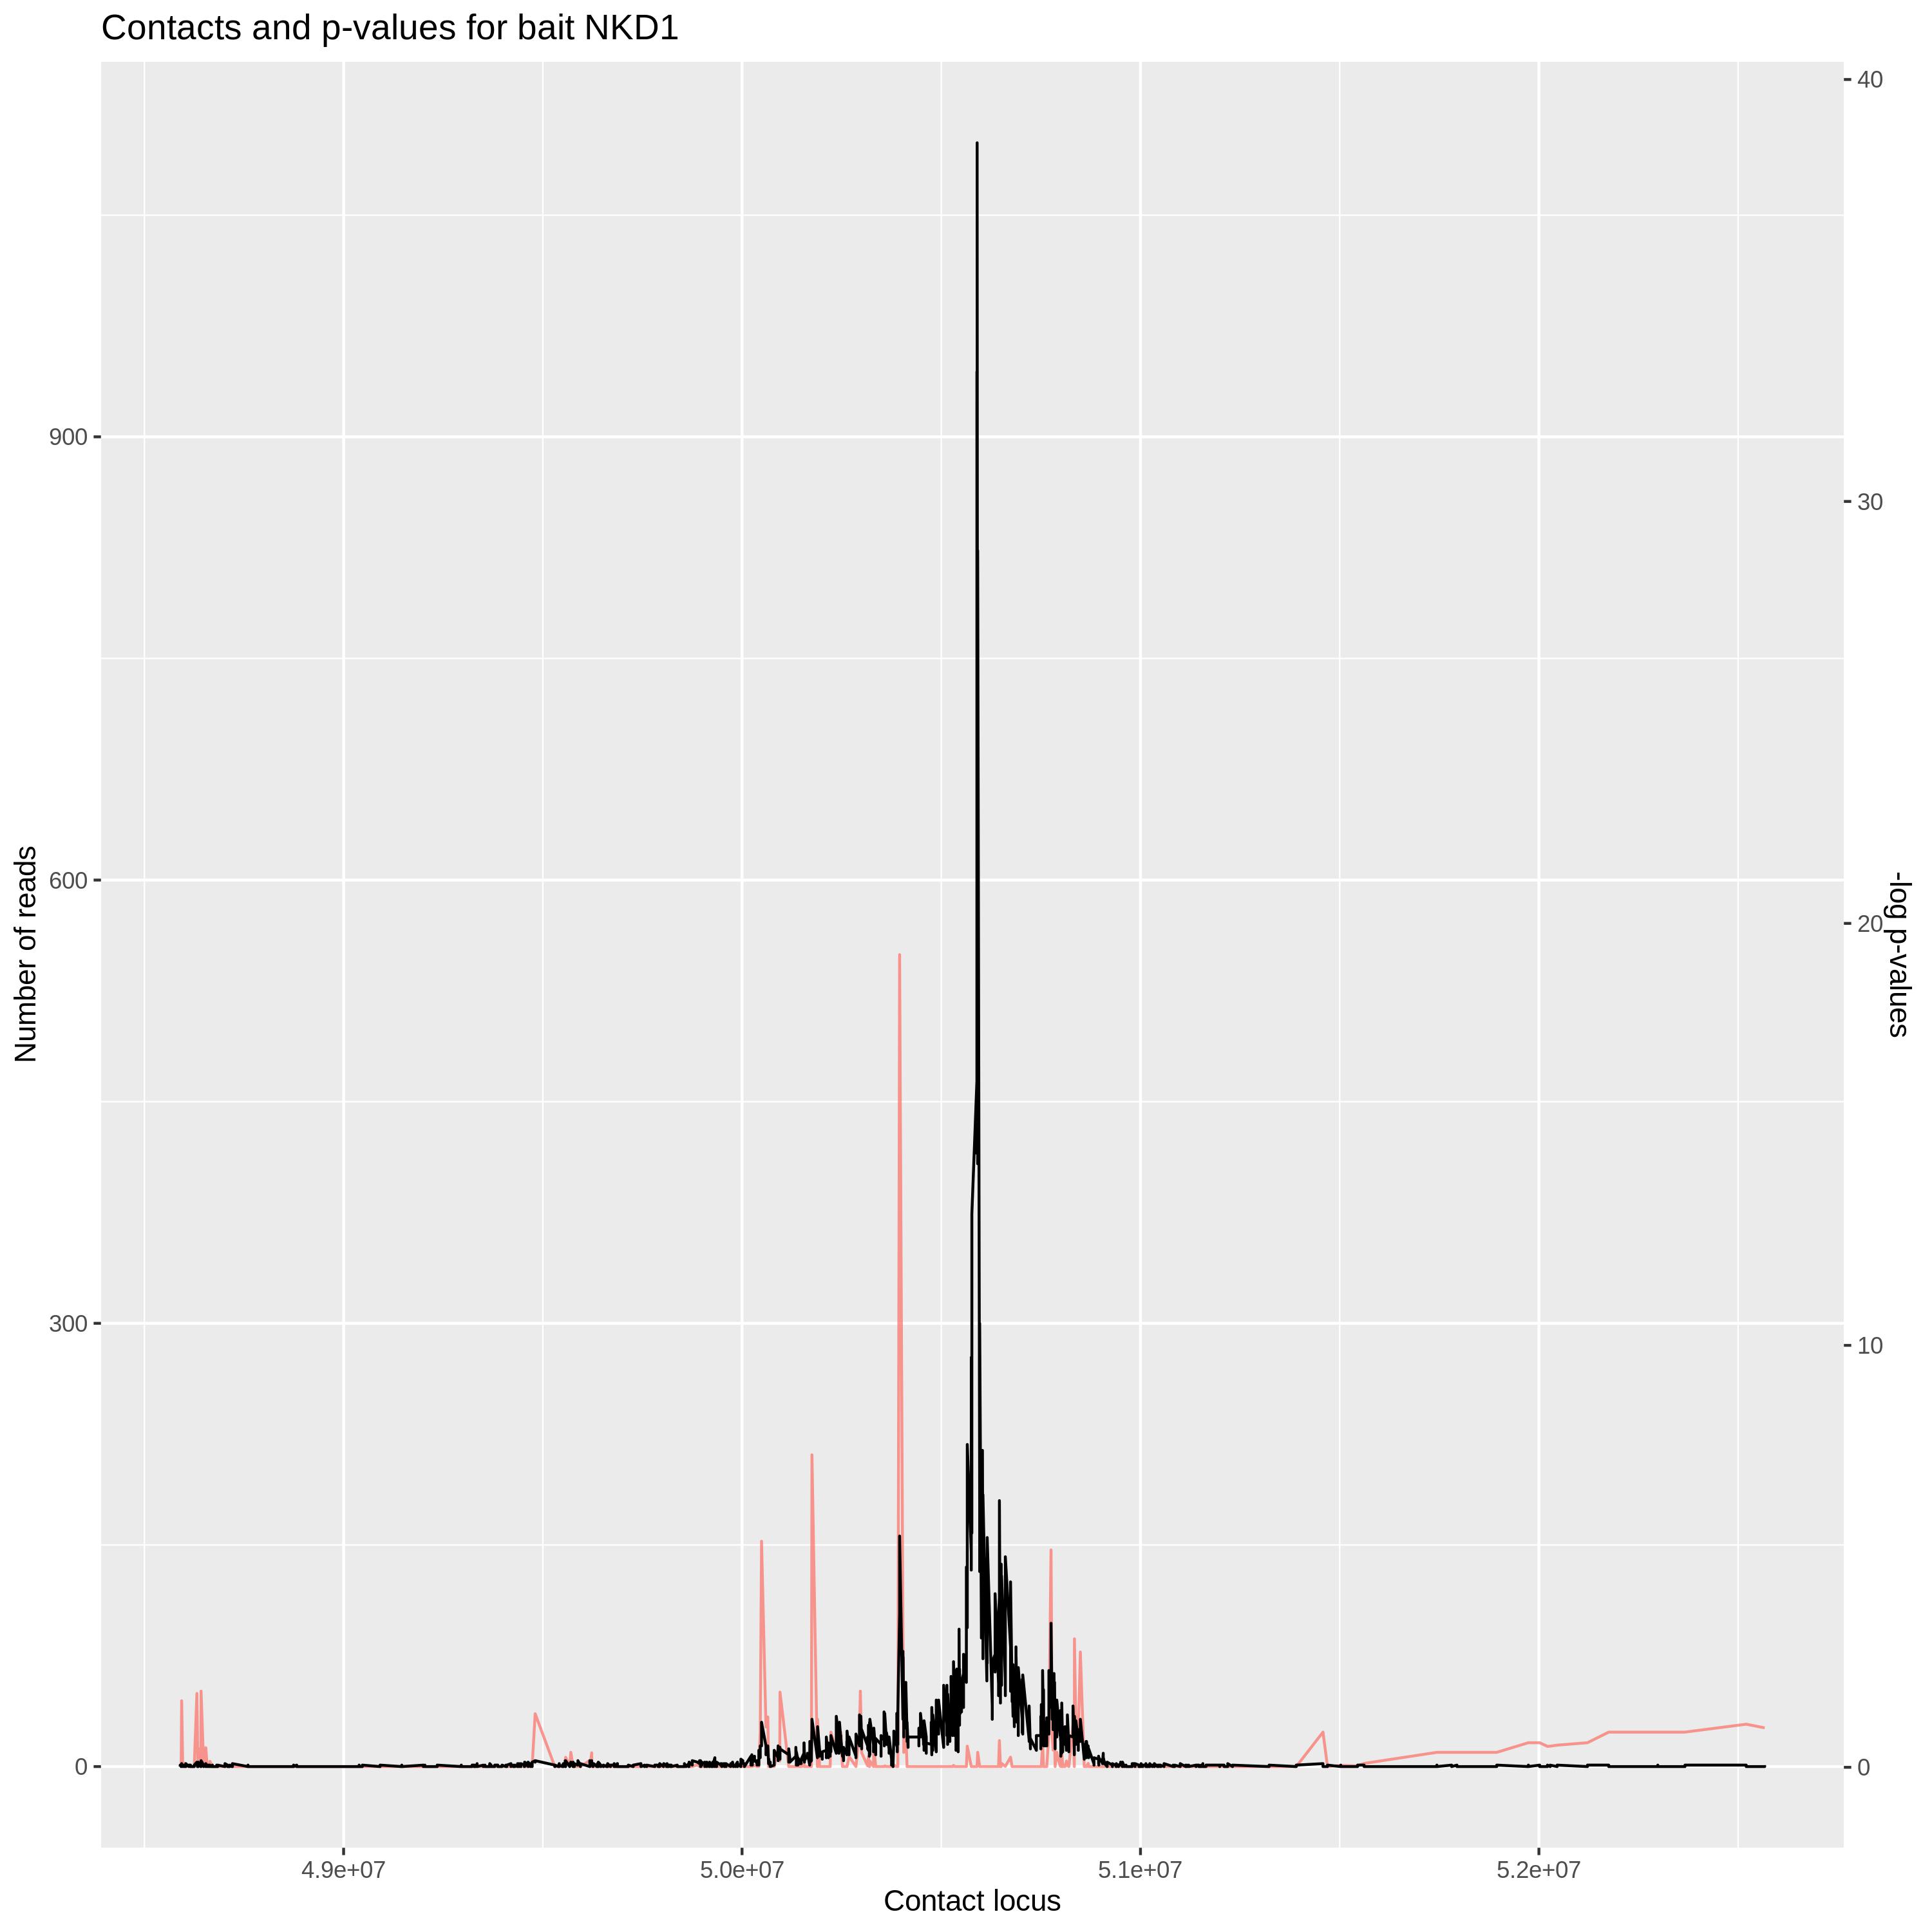 Contacts and p-values for bait NKD1
40
900
30
600
20
Number of reads
-log p-values
300
10
0
0
4.9e+07
5.0e+07
5.1e+07
5.2e+07
Contact locus